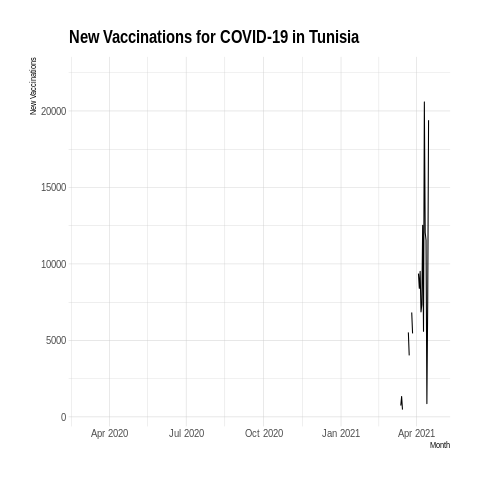 New Vaccinations for COVID-19 in Tunisia
New Vaccinations
20000
15000
10000
5000
0
Apr 2020 Jul 2020 Oct 2020 Jan 2021 Apr 2021
Month